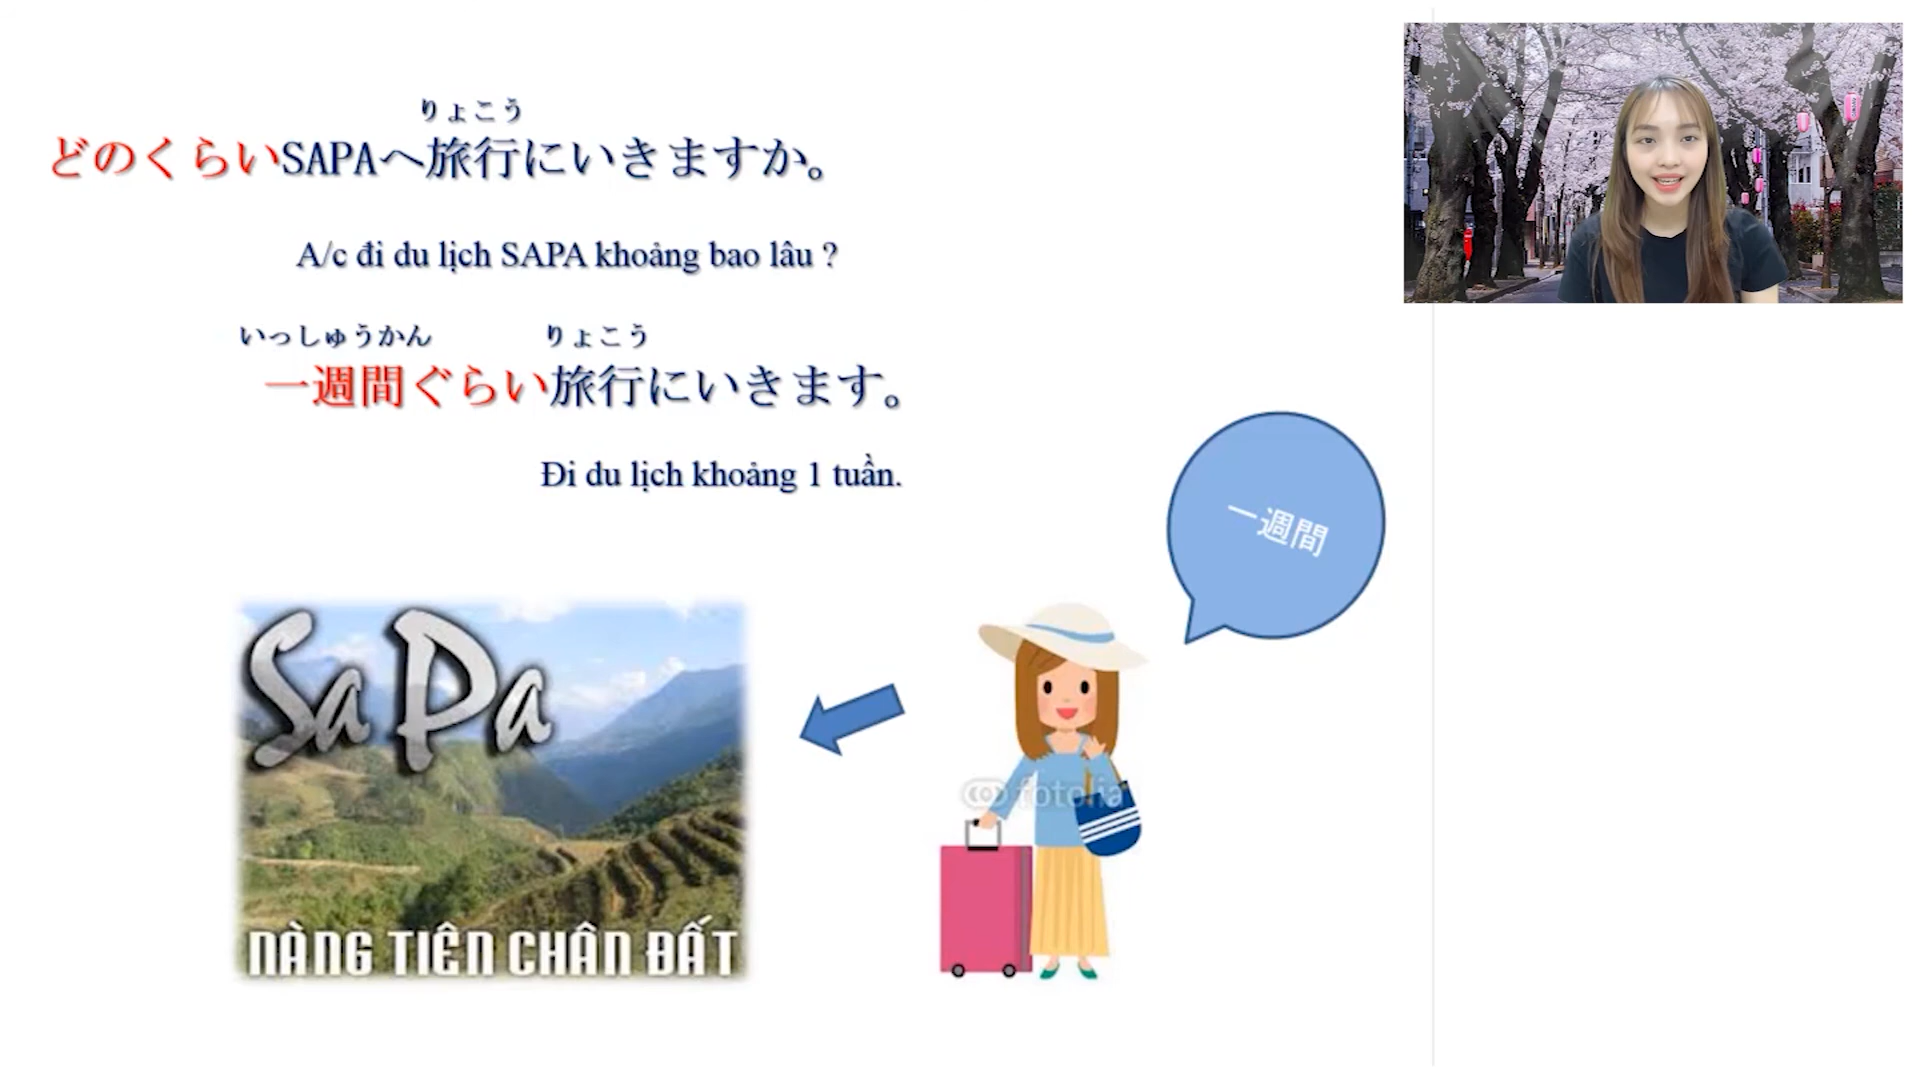 りょこう
どのくらいSAPAへ旅行にいきますか。
A/c đi du lịch SAPA khoảng bao lâu ?
いっしゅうかん りょこう
一週間ぐらい旅行にいきます。
Đi du lịch khoảng 1 tuần.
一週間
SaPa
fotolia
NÀNG TIÊN CHÂN ĐẤT